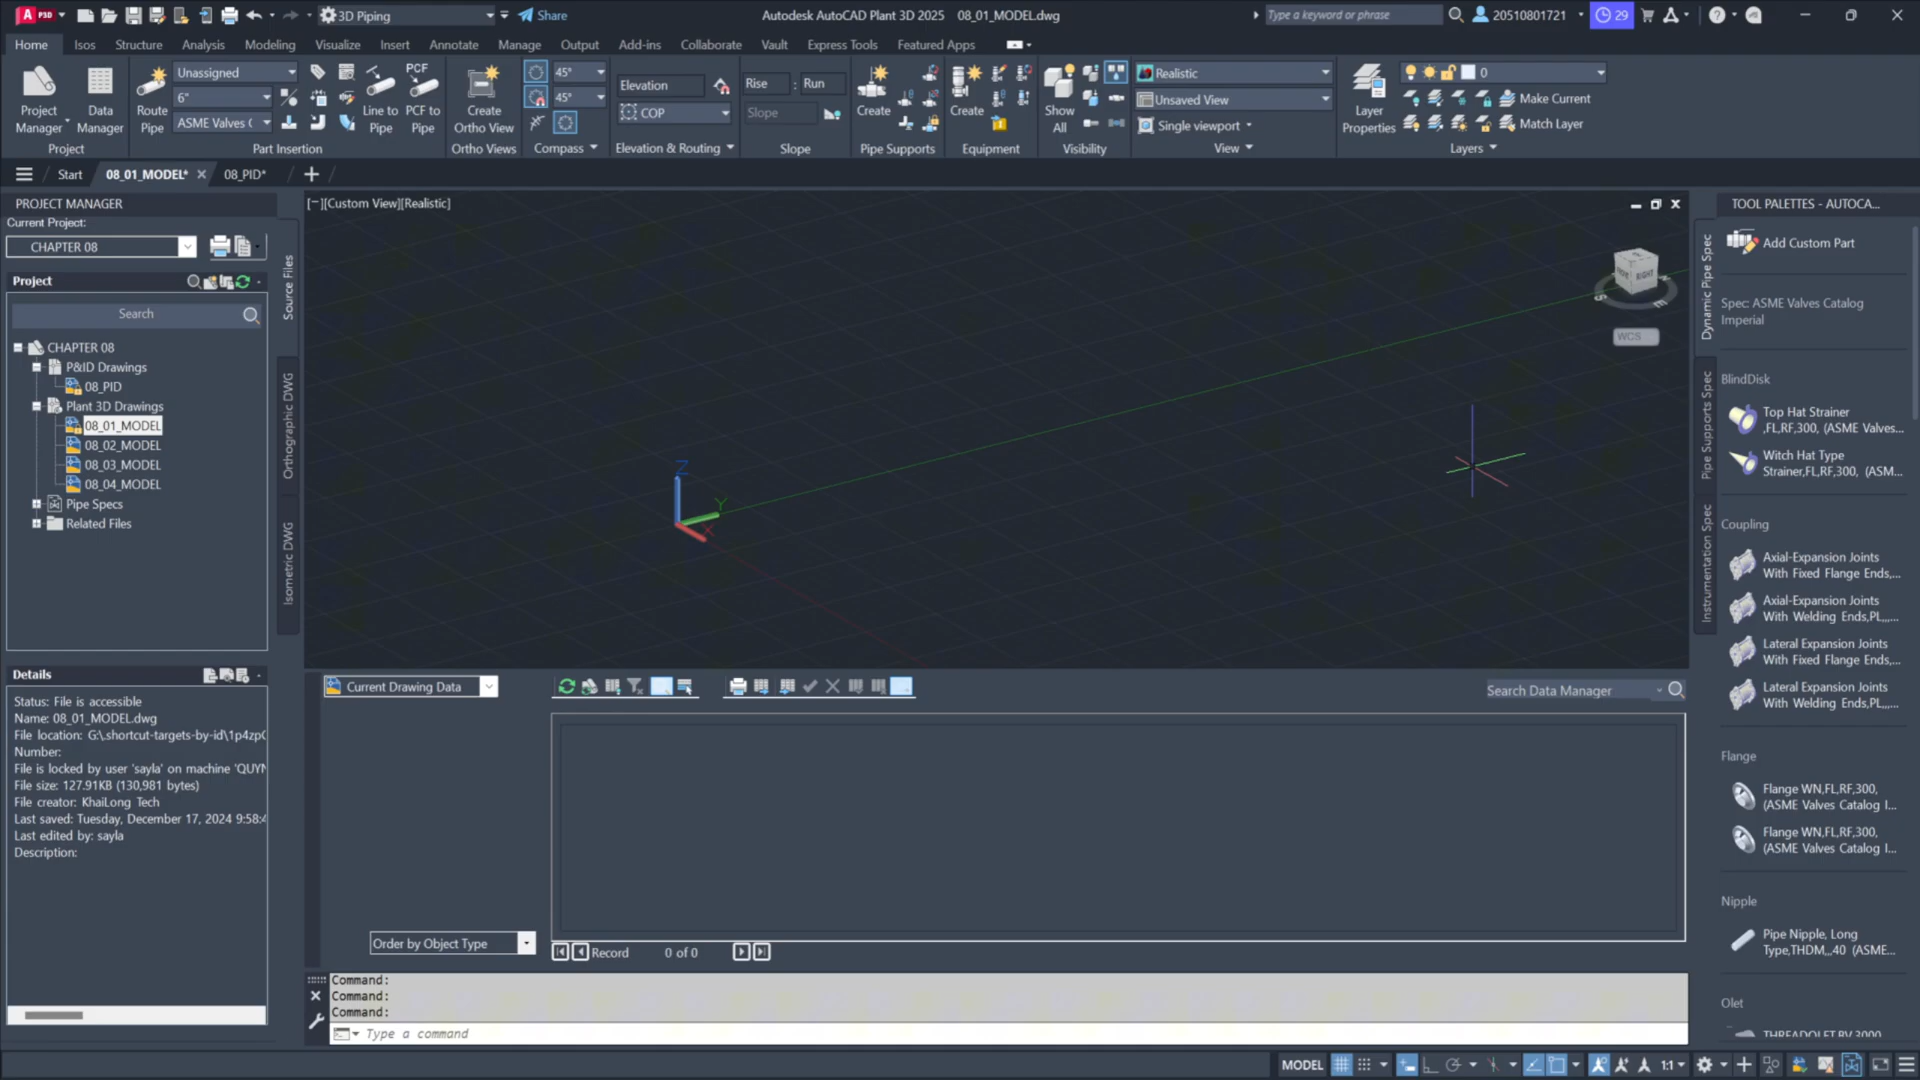 P3D
3D Piping
Share
Autodesk AutoCAD Plant 3D 2025
08_01_MODEL.dwg
Type a keyword or phrase
20510801721
29
Home
Isos
Structure
Analysis
Modeling
Visualize
Insert
Annotate
Manage
Output
Add-ins
Collaborate
Vault
Express Tools
Featured Apps
Project Manager
Data Manager
Project
Route Pipe
Unassigned
6"
ASME Valves (
Line to Pipe
PCF
PCF to Pipe
Part Insertion
Create Ortho View
Ortho Views
45°
45°
Compass
Elevation
COP
Elevation & Routing
Rise : Run
Slope
Slope
Create
Pipe Supports
Create
Equipment
Show All
Visibility
Realistic
Unsaved View
Single viewport
View
Layer Properties
0
Make Current
Match Layer
Layers
Start
08_01_MODEL*
08_PID*
PROJECT MANAGER
Current Project:
CHAPTER 08
Project
Search
CHAPTER 08
P&ID Drawings
08_PID
Plant 3D Drawings
08_01_MODEL
08_02_MODEL
08_03_MODEL
08_04_MODEL
Pipe Specs
Related Files
Source Files
Orthographic DWG
Isometric DWG
Details
Status: File is accessible
Name: 08_01_MODEL.dwg
File location: G:\.shortcut-targets-by-id\1p4zp
Number:
File is locked by user 'sayla' on machine 'QUYN
File size: 127.91KB (130,981 bytes)
File creator: KhaiLong Tech
Last saved: Tuesday, December 17, 2024 9:58:4
Last edited by: sayla
Description:
[−][Custom View][Realistic]
Z
Y
X
RIGHT
S
E
WCS
Current Drawing Data
Search Data Manager
Order by Object Type
Record 0 of 0
Command:
Command:
Command:
Type a command
TOOL PALETTES - AUTOCA...
Dynamic Pipe Spec
Pipe Supports Spec
Instrumentation Spec
Add Custom Part
Spec: ASME Valves Catalog
Imperial
BlindDisk
Top Hat Strainer
,FL,RF,300, (ASME Valves...
Witch Hat Type
Strainer,FL,RF,300, (ASM...
Coupling
Axial-Expansion Joints
With Fixed Flange Ends,...
Axial-Expansion Joints
With Welding Ends,PL,,,...
Lateral Expansion Joints
With Fixed Flange Ends,...
Lateral Expansion Joints
With Welding Ends,PL,,,...
Flange
Flange WN,FL,RF,300,
(ASME Valves Catalog I...
Flange WN,FL,RF,300,
(ASME Valves Catalog I...
Nipple
Pipe Nipple, Long
Type,THDM,,,40 (ASME...
Olet
THREADOLET,BV,3000
MODEL
1:1